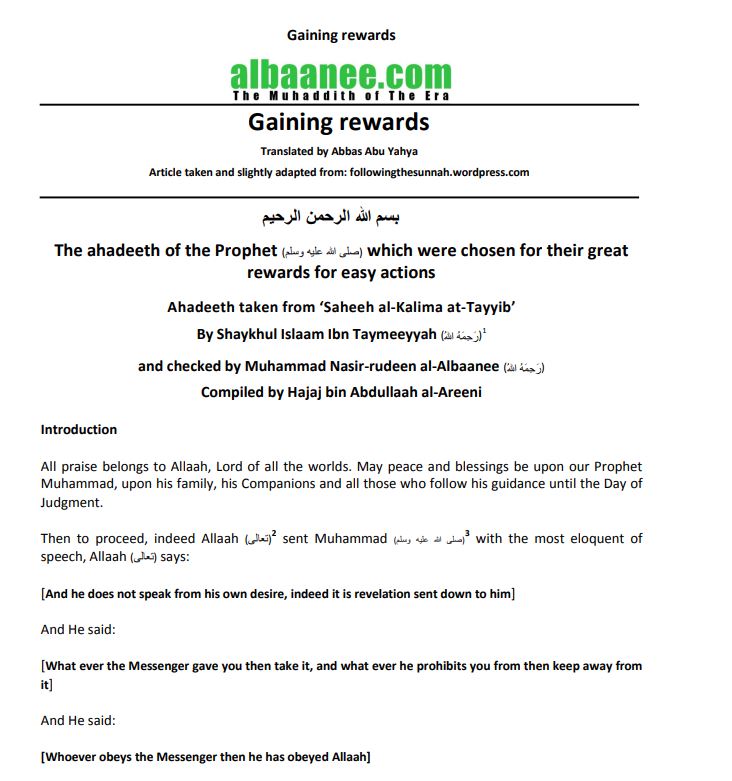 Gaining rewards
albaanee.com
The Muhaddith of The Era
Gaining rewards
Translated by Abbas Abu Yahya
Article taken and slightly adapted from: followingthesunnah.wordpress.com
بسم الله الرحمن الرحيم
The ahadeeth of the Prophet (صلى الله عليه وسلم) which were chosen for their great
rewards for easy actions
Ahadeeth taken from ‘Saheeh al-Kalima at-Tayyib’
By Shaykhul Islaam Ibn Taymeeyyah (رَحِمَهُ اللهُ)¹
and checked by Muhammad Nasir-rudeen al-Albaanee (رَحِمَهُ اللهُ)
Compiled by Hajaj bin Abdullaah al-Areeni
Introduction
All praise belongs to Allaah, Lord of all the worlds. May peace and blessings be upon our Prophet
Muhammad, upon his family, his Companions and all those who follow his guidance until the Day of
Judgment.
Then to proceed, indeed Allaah (تعالى)² sent Muhammad (صلى الله عليه وسلم)³ with the most eloquent of
speech, Allaah (تعالى) says:
[And he does not speak from his own desire, indeed it is revelation sent down to him]
And He said:
[What ever the Messenger gave you then take it, and what ever he prohibits you from then keep away from
it]
And He said:
[Whoever obeys the Messenger then he has obeyed Allaah]